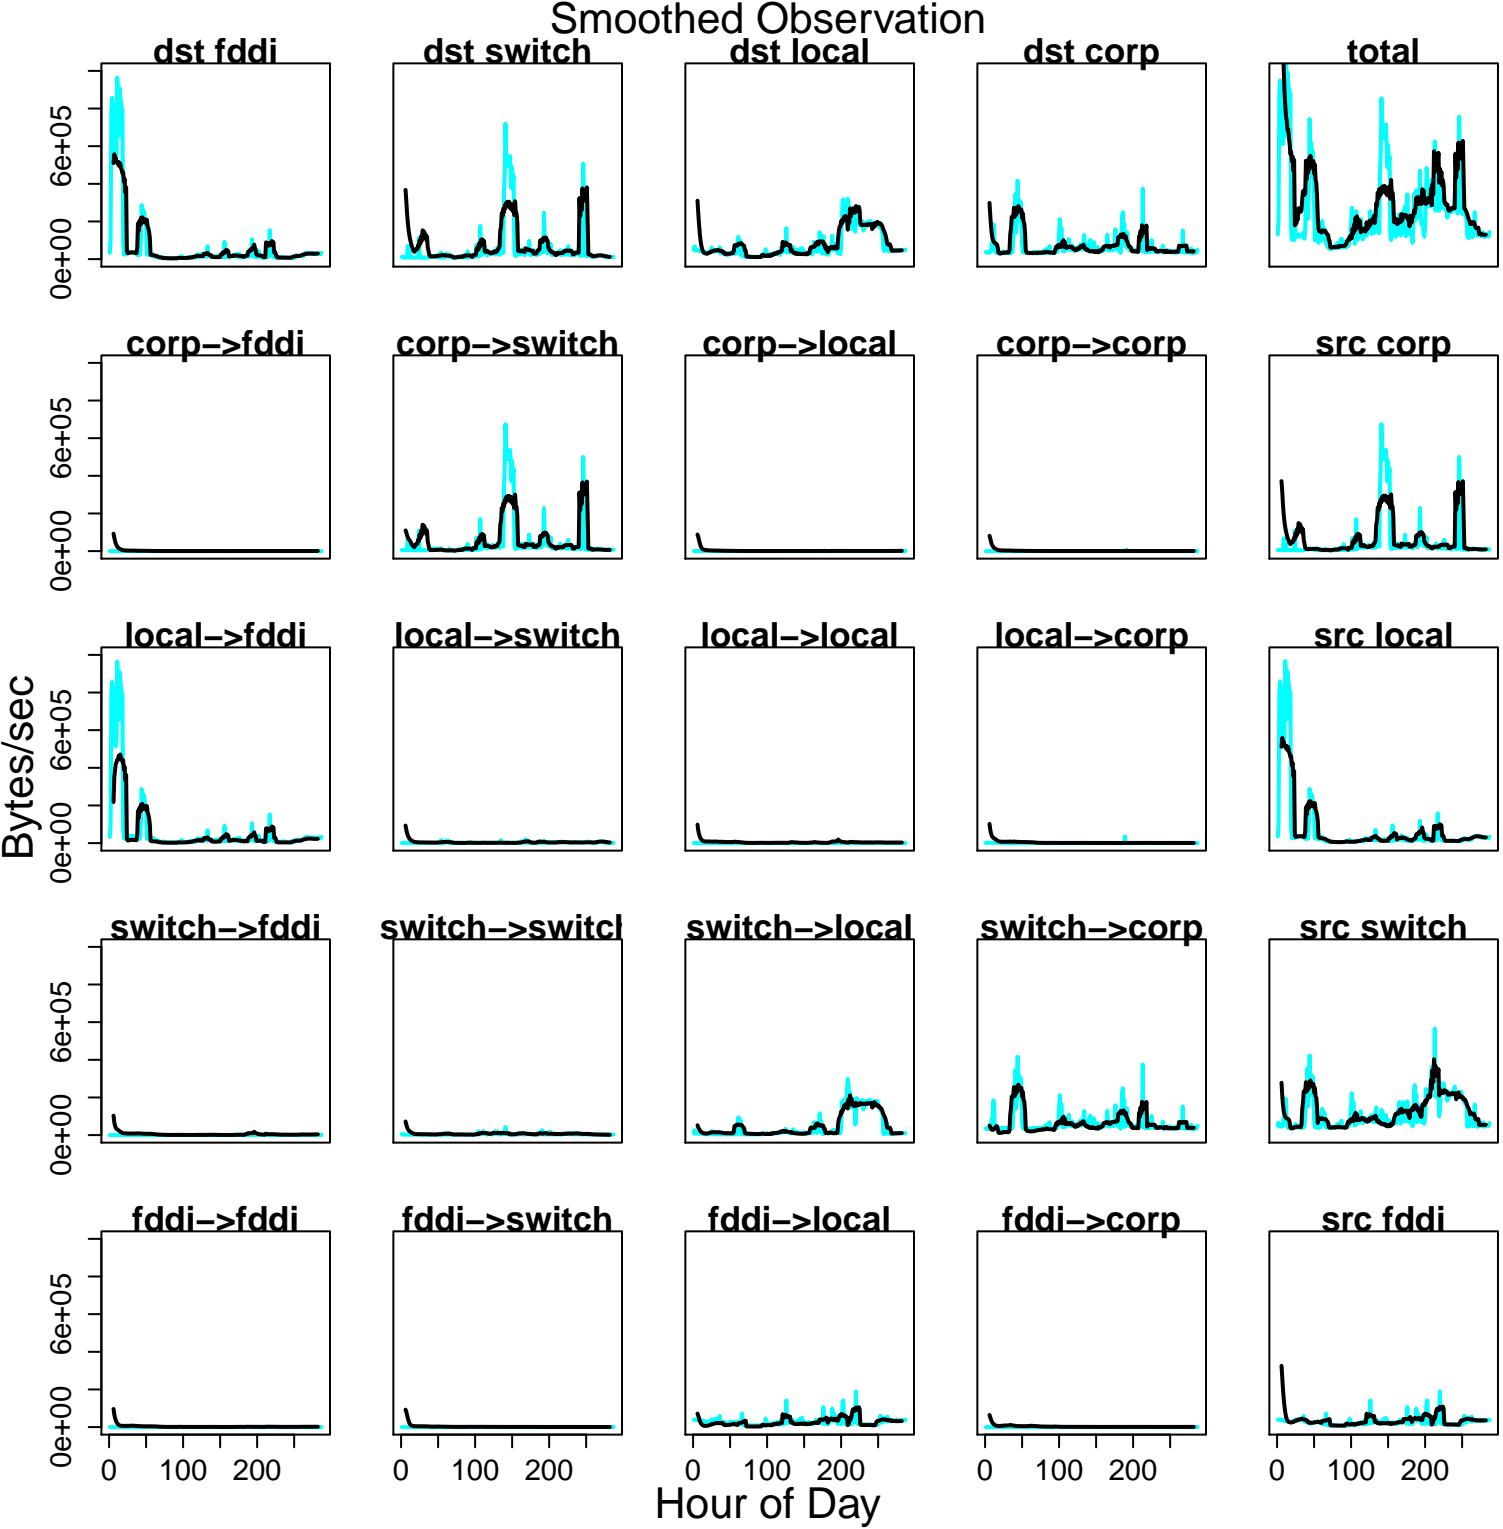 Smoothed Observation
dst fddi dst switch dst local dst corp total
0e+00 6e+05
corp->fddi corp->switch corp->local corp->corp src corp
0e+00 6e+05
local->fddi local->switch local->local local->corp src local
0e+00 6e+05
Bytes/sec
switch->fddi switch->switch switch->local switch->corp src switch
0e+00 6e+05
fddi->fddi fddi->switch fddi->local fddi->corp src fddi
0e+00 6e+05
0 100 200 0 100 200 0 100 200 0 100 200 0 100 200
Hour of Day